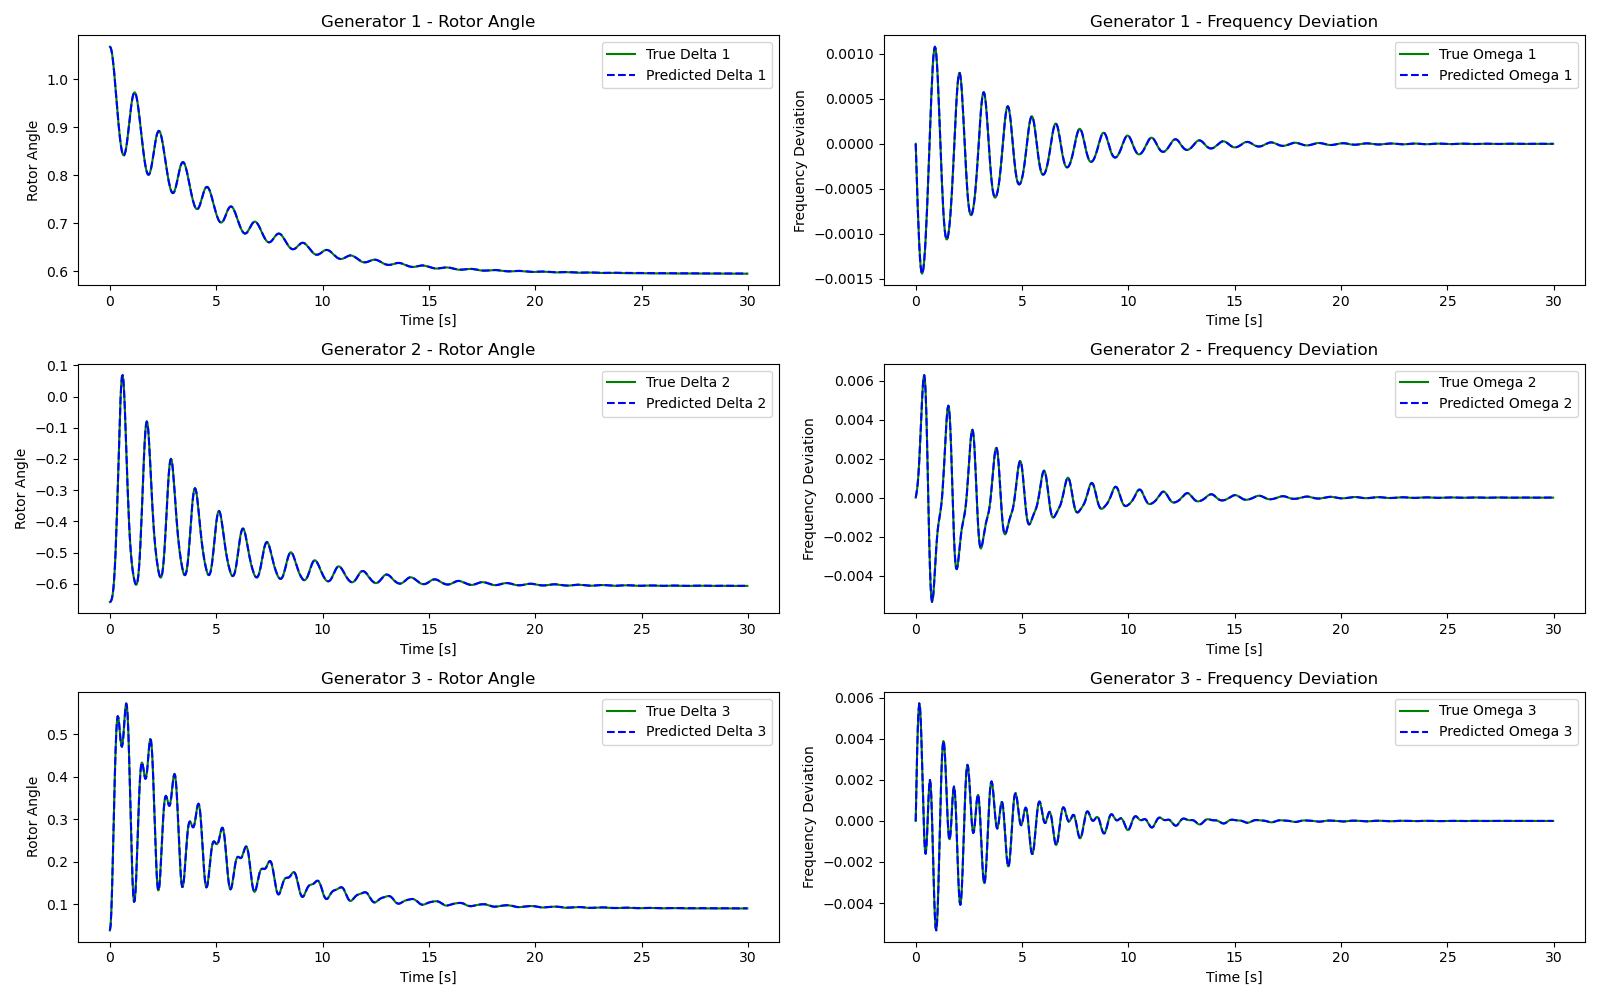 Generator 1 - Rotor Angle
Rotor Angle
1.0
0.9
0.8
0.7
0.6
True Delta 1
Predicted Delta 1
0 5 10 15 20 25 30
Time [s]
Generator 1 - Frequency Deviation
Frequency Deviation
0.0010
0.0005
0.0000
−0.0005
−0.0010
−0.0015
True Omega 1
Predicted Omega 1
0 5 10 15 20 25 30
Time [s]
Generator 2 - Rotor Angle
Rotor Angle
0.1
0.0
−0.1
−0.2
−0.3
−0.4
−0.5
−0.6
True Delta 2
Predicted Delta 2
0 5 10 15 20 25 30
Time [s]
Generator 2 - Frequency Deviation
Frequency Deviation
0.006
0.004
0.002
0.000
−0.002
−0.004
True Omega 2
Predicted Omega 2
0 5 10 15 20 25 30
Time [s]
Generator 3 - Rotor Angle
Rotor Angle
0.5
0.4
0.3
0.2
0.1
True Delta 3
Predicted Delta 3
0 5 10 15 20 25 30
Time [s]
Generator 3 - Frequency Deviation
Frequency Deviation
0.006
0.004
0.002
0.000
−0.002
−0.004
True Omega 3
Predicted Omega 3
0 5 10 15 20 25 30
Time [s]